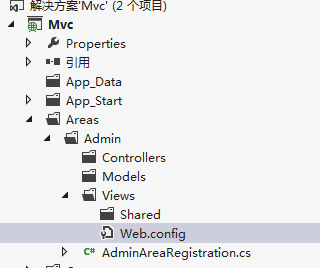 解决方案'Mvc' (2 个项目)
Mvc
Properties
引用
App_Data
App_Start
Areas
Admin
Controllers
Models
Views
Shared
Web.config
C# AdminAreaRegistration.cs